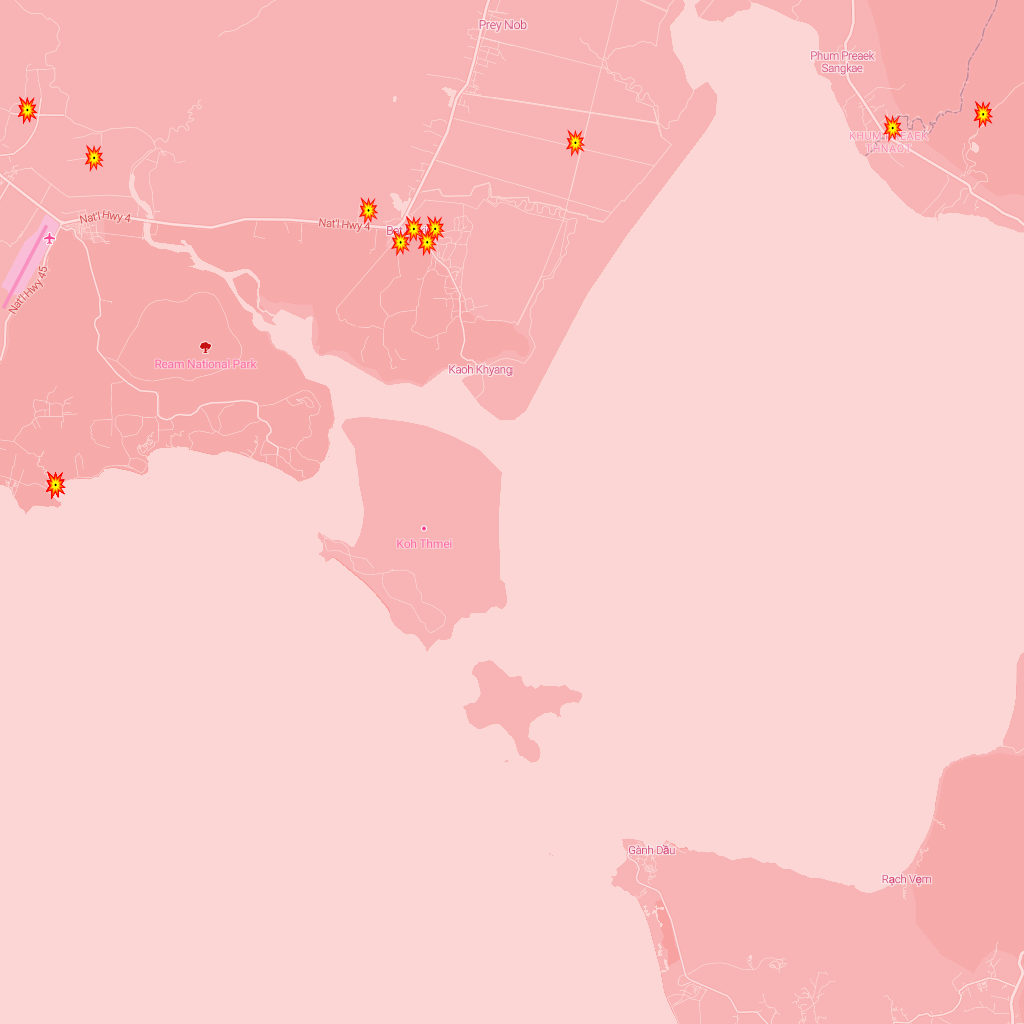 Prey Nob
Phum Preaek
Sangkae
THNAOT
Nat'l Hwy 4
Nat'l Hwy 4
Nat'l Hwy 45
Ream National Park
Kaoh Khyang
Koh Thmei
Gành Dầu
Rạch Vẹm